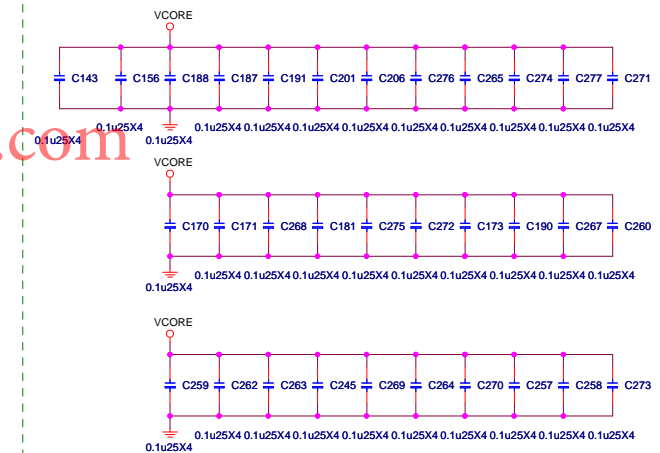 VCORE
C143 C156 C188 C187 C191 C201 C206 C276 C265 C274 C277 C271
0.1u25X4 0.1u25X4 0.1u25X4 0.1u25X4 0.1u25X4 0.1u25X4 0.1u25X4 0.1u25X4 0.1u25X4 0.1u25X4
.com
0.1u25X4 0.1u25X4
VCORE
C170 C171 C268 C181 C275 C272 C173 C190 C267 C260
0.1u25X4 0.1u25X4 0.1u25X4 0.1u25X4 0.1u25X4 0.1u25X4 0.1u25X4 0.1u25X4 0.1u25X4
0.1u25X4
VCORE
C259 C262 C263 C245 C269 C264 C270 C257 C258 C273
0.1u25X4 0.1u25X4 0.1u25X4 0.1u25X4 0.1u25X4 0.1u25X4 0.1u25X4 0.1u25X4 0.1u25X4
0.1u25X4